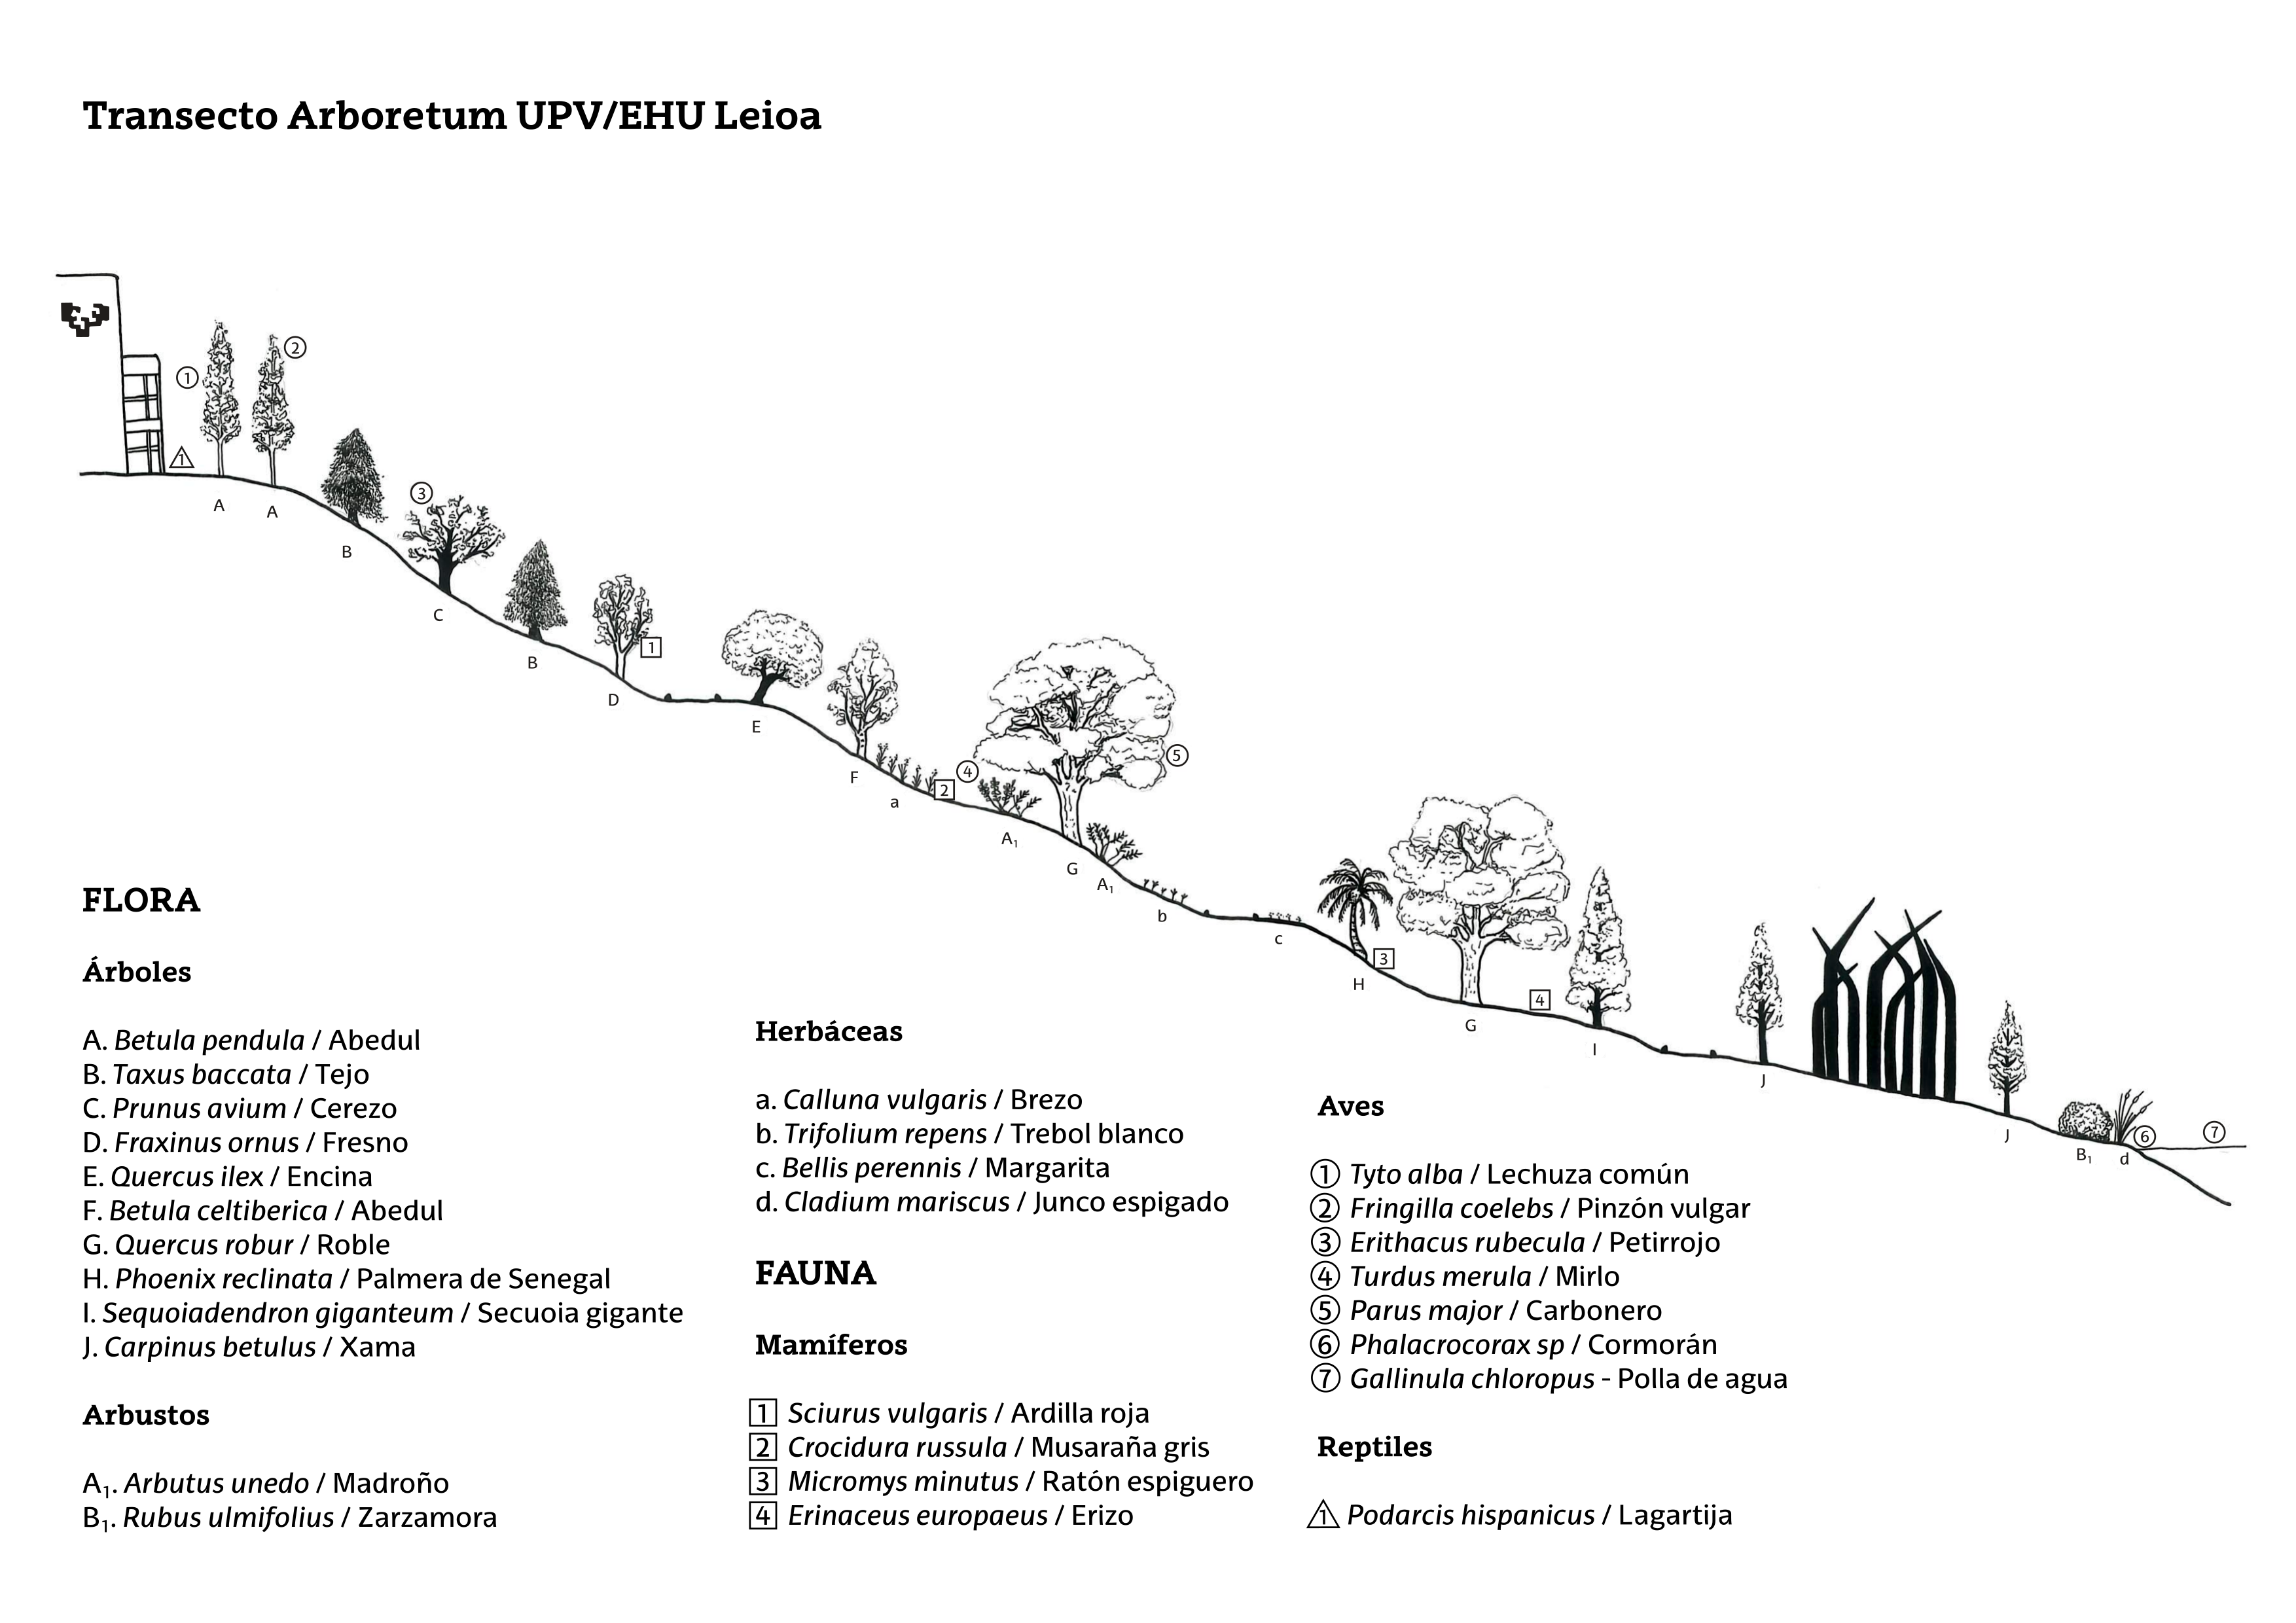 Transecto Arboretum UPV/EHU Leioa
1
2
1
A
A
B
3
C
B
D
1
E
F
a
2
4
A₁
5
G
A₁
b
c
H
3
G
4
I
J
J
B₁
d
6
7
FLORA
Árboles
A. Betula pendula / Abedul
B. Taxus baccata / Tejo
C. Prunus avium / Cerezo
D. Fraxinus ornus / Fresno
E. Quercus ilex / Encina
F. Betula celtiberica / Abedul
G. Quercus robur / Roble
H. Phoenix reclinata / Palmera de Senegal
I. Sequoiadendron giganteum / Secuoia gigante
J. Carpinus betulus / Xama
Arbustos
A₁. Arbutus unedo / Madroño
B₁. Rubus ulmifolius / Zarzamora
Herbáceas
a. Calluna vulgaris / Brezo
b. Trifolium repens / Trebol blanco
c. Bellis perennis / Margarita
d. Cladium mariscus / Junco espigado
FAUNA
Mamíferos
1 Sciurus vulgaris / Ardilla roja
2 Crocidura russula / Musaraña gris
3 Micromys minutus / Ratón espiguero
4 Erinaceus europaeus / Erizo
Aves
1 Tyto alba / Lechuza común
2 Fringilla coelebs / Pinzón vulgar
3 Erithacus rubecula / Petirrojo
4 Turdus merula / Mirlo
5 Parus major / Carbonero
6 Phalacrocorax sp / Cormorán
7 Gallinula chloropus - Polla de agua
Reptiles
1 Podarcis hispanicus / Lagartija